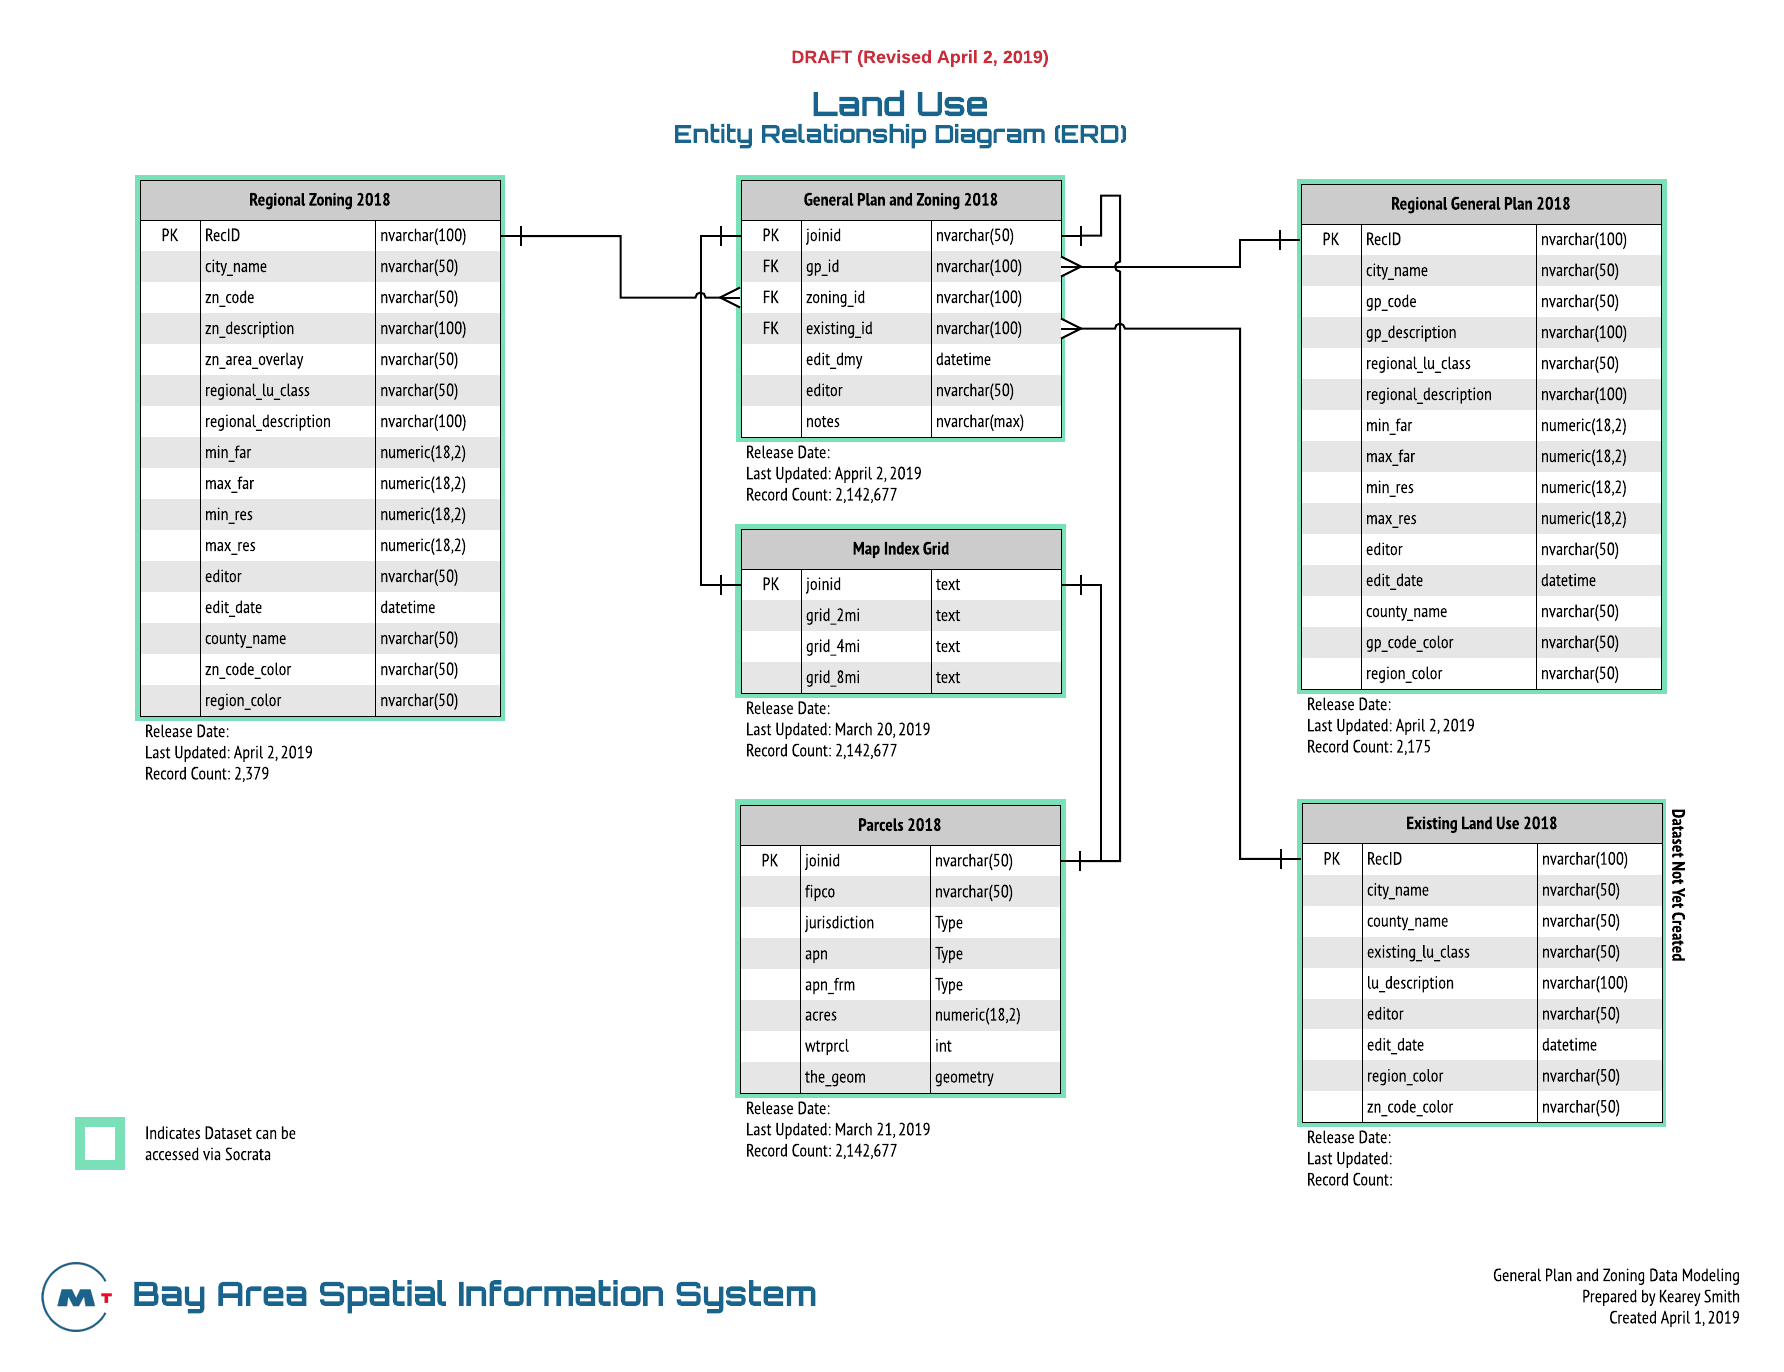 DRAFT (Revised April 2, 2019)
Land Use
Entity Relationship Diagram (ERD)
Regional Zoning 2018
PK RecID nvarchar(100)
city_name nvarchar(50)
zn_code nvarchar(50)
zn_description nvarchar(100)
zn_area_overlay nvarchar(50)
regional_lu_class nvarchar(50)
regional_description nvarchar(100)
min_far numeric(18,2)
max_far numeric(18,2)
min_res numeric(18,2)
max_res numeric(18,2)
editor nvarchar(50)
edit_date datetime
county_name nvarchar(50)
zn_code_color nvarchar(50)
region_color nvarchar(50)
Release Date:
Last Updated: April 2, 2019
Record Count: 2,379
General Plan and Zoning 2018
PK joinid nvarchar(50)
FK gp_id nvarchar(100)
FK zoning_id nvarchar(100)
FK existing_id nvarchar(100)
edit_dmy datetime
editor nvarchar(50)
notes nvarchar(max)
Release Date:
Last Updated: Appril 2, 2019
Record Count: 2,142,677
Map Index Grid
PK joinid text
grid_2mi text
grid_4mi text
grid_8mi text
Release Date:
Last Updated: March 20, 2019
Record Count: 2,142,677
Parcels 2018
PK joinid nvarchar(50)
fipco nvarchar(50)
jurisdiction Type
apn Type
apn_frm Type
acres numeric(18,2)
wtrprcl int
the_geom geometry
Release Date:
Last Updated: March 21, 2019
Record Count: 2,142,677
Regional General Plan 2018
PK RecID nvarchar(100)
city_name nvarchar(50)
gp_code nvarchar(50)
gp_description nvarchar(100)
regional_lu_class nvarchar(50)
regional_description nvarchar(100)
min_far numeric(18,2)
max_far numeric(18,2)
min_res numeric(18,2)
max_res numeric(18,2)
editor nvarchar(50)
edit_date datetime
county_name nvarchar(50)
gp_code_color nvarchar(50)
region_color nvarchar(50)
Release Date:
Last Updated: April 2, 2019
Record Count: 2,175
Existing Land Use 2018
PK RecID nvarchar(100)
city_name nvarchar(50)
county_name nvarchar(50)
existing_lu_class nvarchar(50)
lu_description nvarchar(100)
editor nvarchar(50)
edit_date datetime
region_color nvarchar(50)
zn_code_color nvarchar(50)
Dataset Not Yet Created
Release Date:
Last Updated:
Record Count:
Indicates Dataset can be
accessed via Socrata
M T
Bay Area Spatial Information System
General Plan and Zoning Data Modeling
Prepared by Kearey Smith
Created April 1, 2019